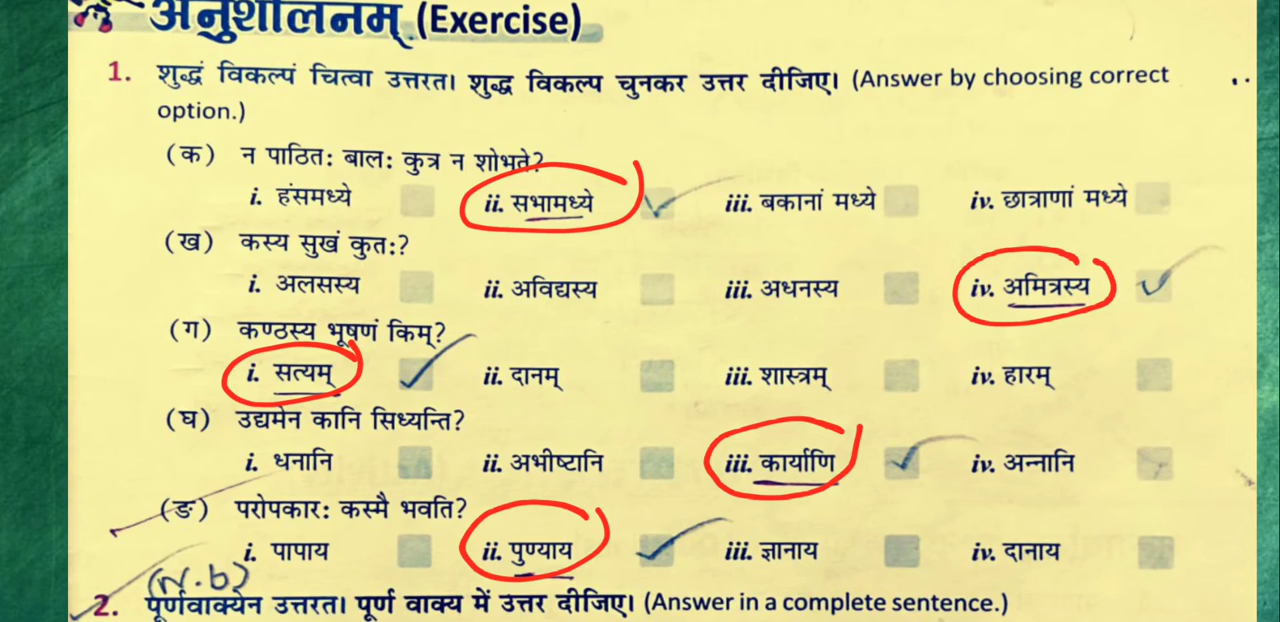 अनुशीलनम् (Exercise)
1. शुद्धं विकल्पं चित्वा उत्तरत। शुद्ध विकल्प चुनकर उत्तर दीजिए। (Answer by choosing correct
option.)
(क) न पाठितः बालः कुत्र न शोभते?
i. हंसमध्ये ii. सभामध्ये iii. बकानां मध्ये iv. छात्राणां मध्ये
(ख) कस्य सुखं कुतः?
i. अलसस्य ii. अविद्यस्य iii. अधनस्य iv. अमित्रस्य
(ग) कण्ठस्य भूषणं किम्?
i. सत्यम् ii. दानम् iii. शास्त्रम् iv. हारम्
(घ) उद्यमेन कानि सिध्यन्ति?
i. धनानि ii. अभीष्टानि iii. कार्याणि iv. अन्नानि
(ङ) परोपकारः कस्मै भवति?
i. पापाय ii. पुण्याय iii. ज्ञानाय iv. दानाय
(N.b)
2. पूर्णवाक्येन उत्तरत। पूर्ण वाक्य में उत्तर दीजिए। (Answer in a complete sentence.)